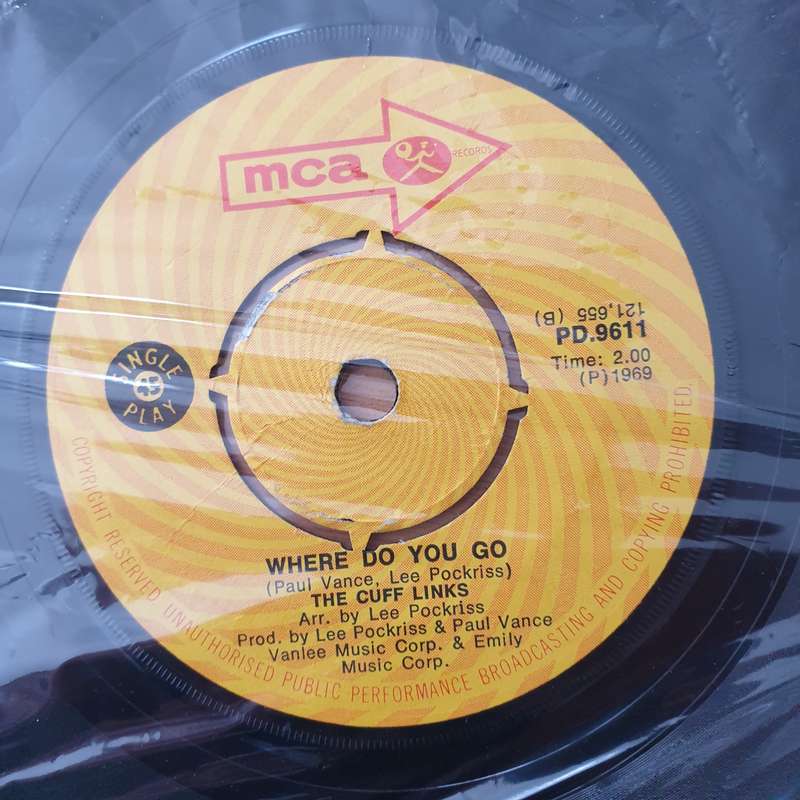 mca
RECORDS
121,655 (B)
PD.9611
Time: 2.00
(P)1969
SINGLE
45
PLAY
WHERE DO YOU GO
(Paul Vance, Lee Pockriss)
THE CUFF LINKS
Arr. by Lee Pockriss
Prod. by Lee Pockriss & Paul Vance
Vanlee Music Corp. & Emily
Music Corp.
COPYRIGHT RESERVED UNAUTHORISED PUBLIC PERFORMANCE BROADCASTING AND COPYING PROHIBITED